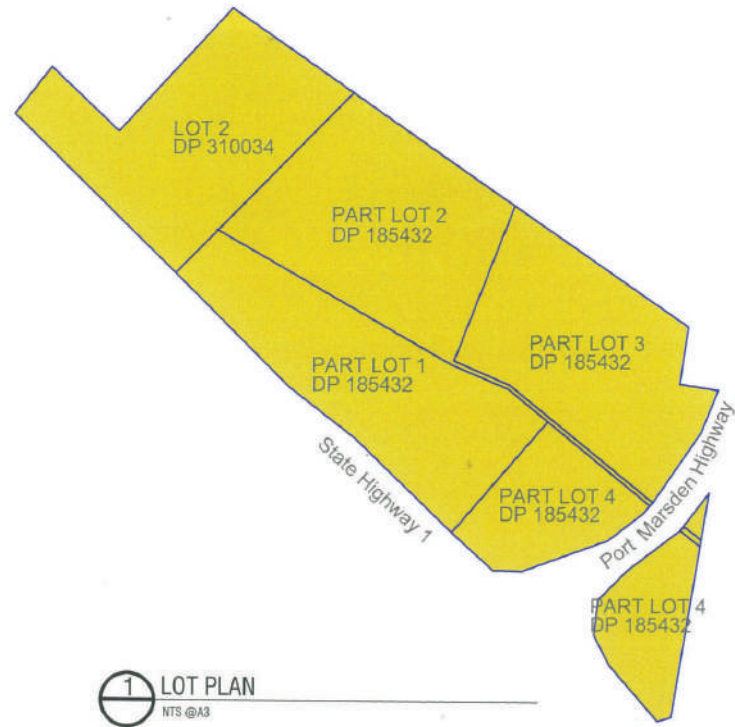 LOT 2
DP 310034
PART LOT 2
DP 185432
PART LOT 3
DP 185432
PART LOT 1
DP 185432
State Highway 1
PART LOT 4
DP 185432
Port Marsden Highway
PART LOT 4
DP 185432
1 LOT PLAN
NTS @A3